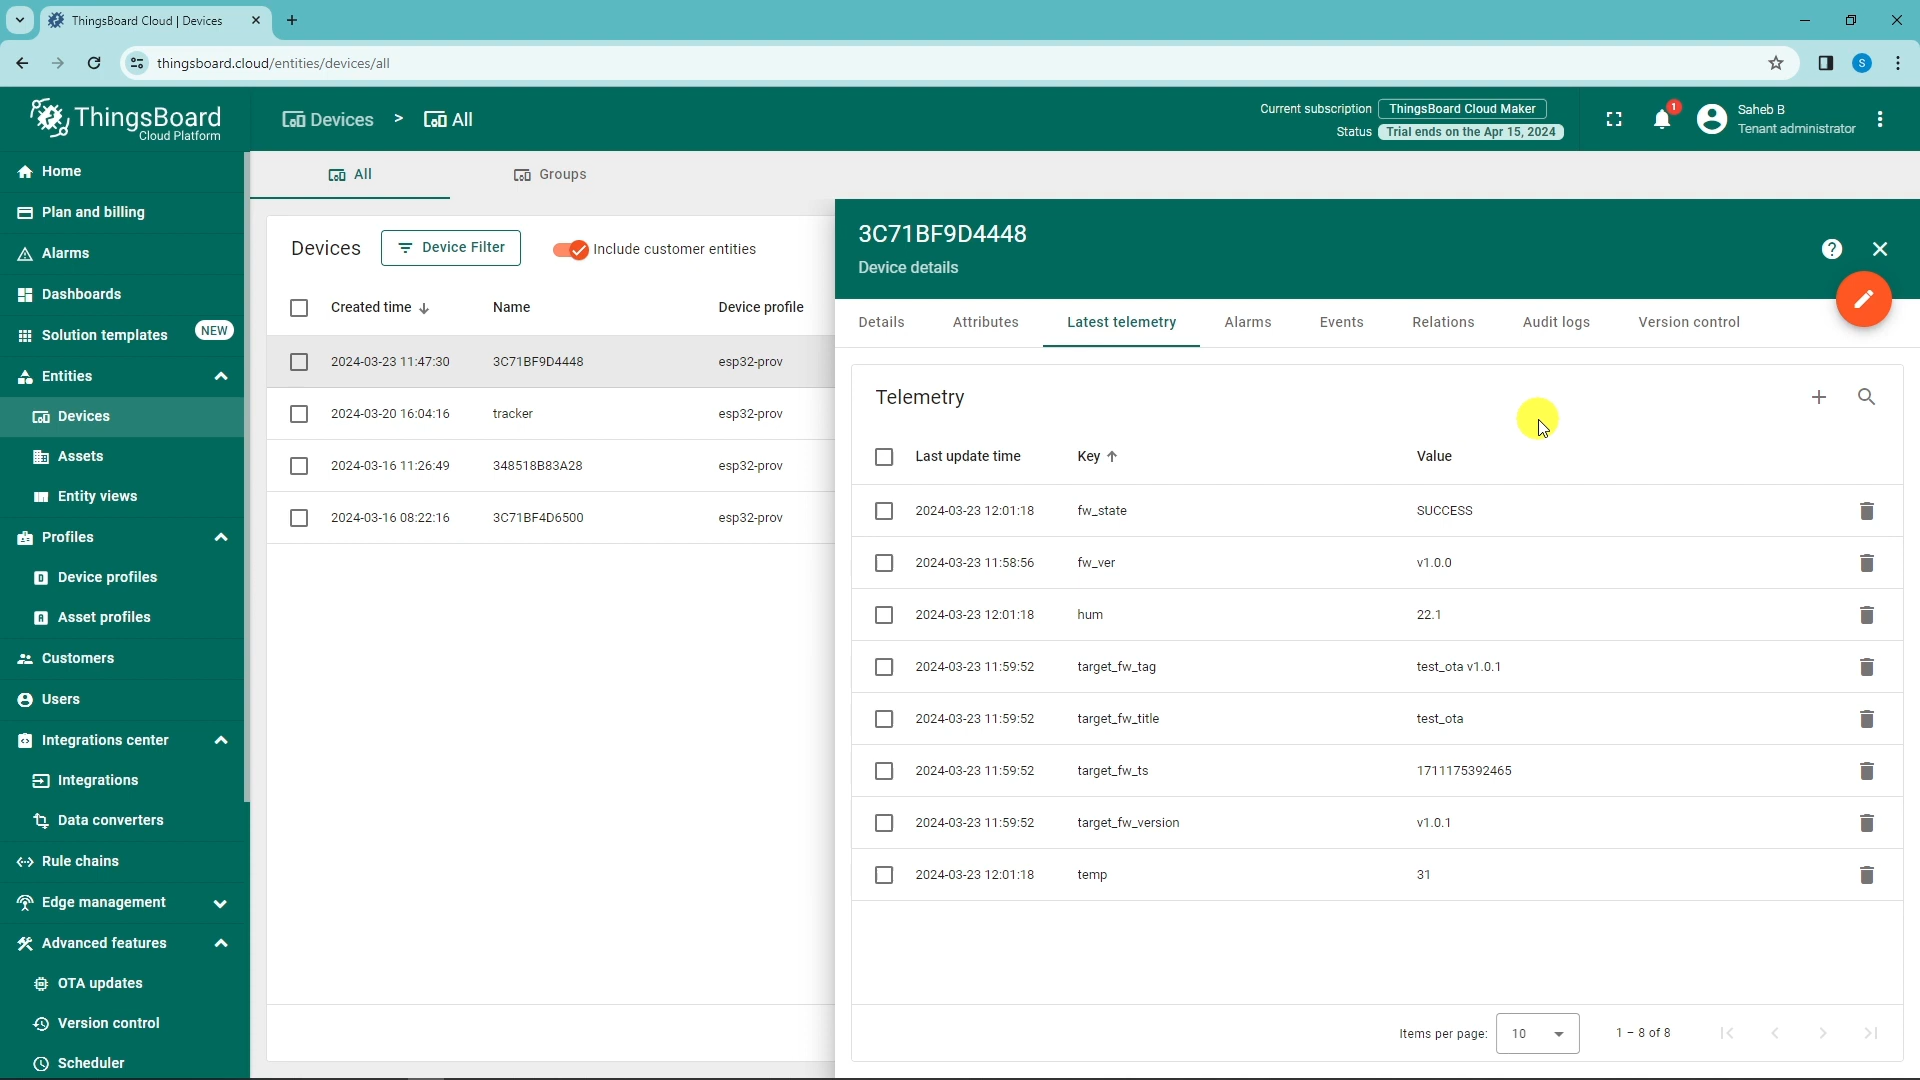 ThingsBoard Cloud | Devices
thingsboard.cloud/entities/devices/all
S
ThingsBoard
Cloud Platform
Devices > All
Current subscription ThingsBoard Cloud Maker
Status Trial ends on the Apr 15, 2024
1
Saheb B
Tenant administrator
Home
Plan and billing
Alarms
Dashboards
Solution templates NEW
Entities
Devices
Assets
Entity views
Profiles
Device profiles
Asset profiles
Customers
Users
Integrations center
Integrations
Data converters
Rule chains
Edge management
Advanced features
OTA updates
Version control
Scheduler
All Groups
Devices Device Filter Include customer entities
Created time Name Device profile
2024-03-23 11:47:30 3C71BF9D4448 esp32-prov
2024-03-20 16:04:16 tracker esp32-prov
2024-03-16 11:26:49 348518B83A28 esp32-prov
2024-03-16 08:22:16 3C71BF4D6500 esp32-prov
3C71BF9D4448
Device details
Details Attributes Latest telemetry Alarms Events Relations Audit logs Version control
Telemetry
Last update time Key Value
2024-03-23 12:01:18 fw_state SUCCESS
2024-03-23 11:58:56 fw_ver v1.0.0
2024-03-23 12:01:18 hum 22.1
2024-03-23 11:59:52 target_fw_tag test_ota v1.0.1
2024-03-23 11:59:52 target_fw_title test_ota
2024-03-23 11:59:52 target_fw_ts 1711175392465
2024-03-23 11:59:52 target_fw_version v1.0.1
2024-03-23 12:01:18 temp 31
Items per page: 10 1 – 8 of 8